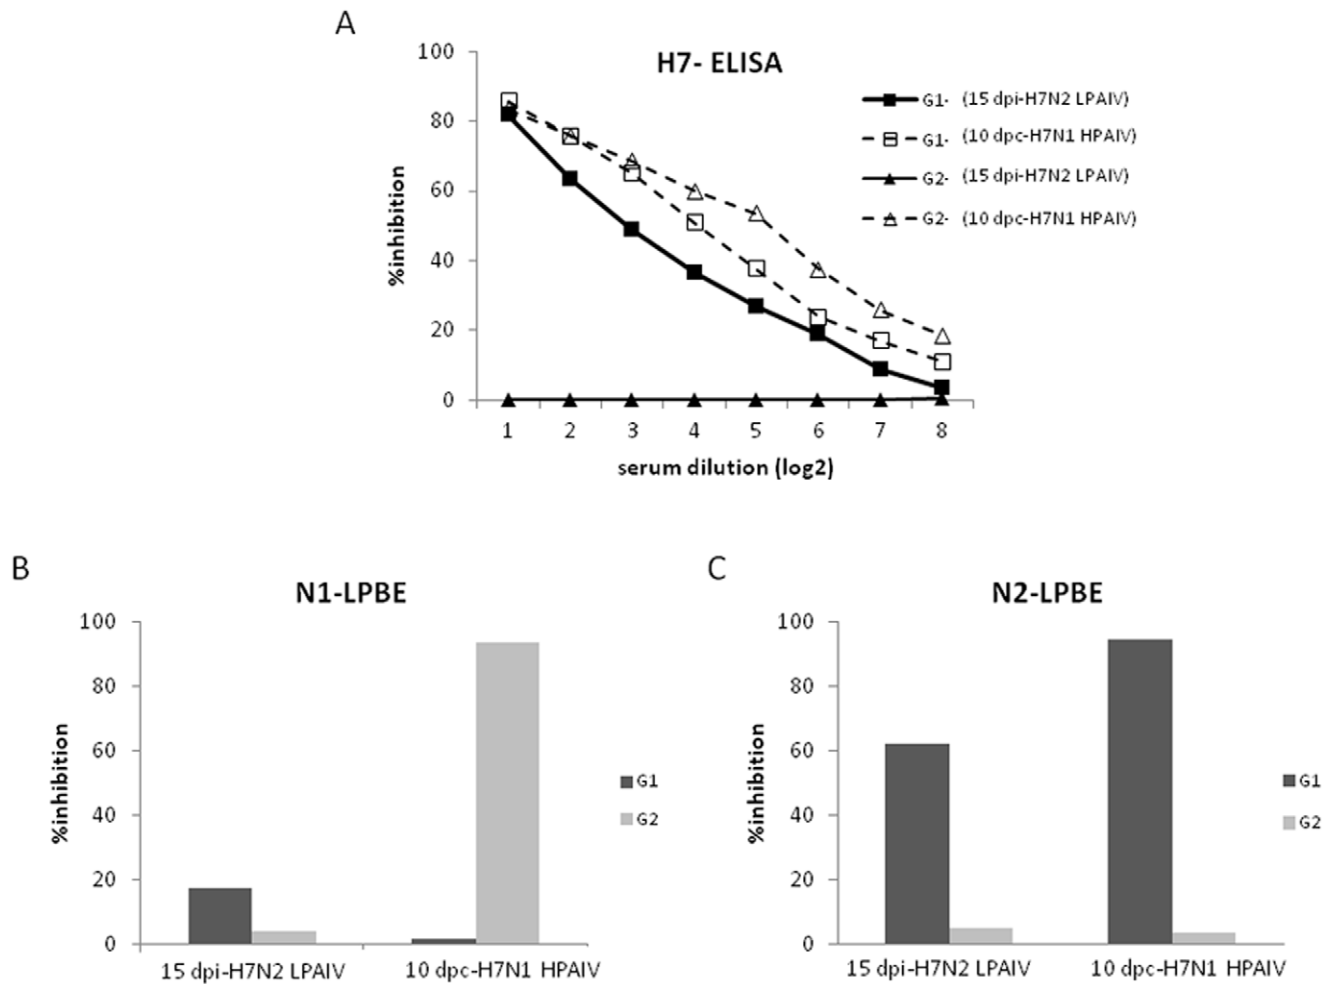 A
H7- ELISA
100
80
60
40
20
0
%inhibition
1 2 3 4 5 6 7 8
serum dilution (log2)
G1- (15 dpi-H7N2 LPAIV)
G1- (10 dpc-H7N1 HPAIV)
G2- (15 dpi-H7N2 LPAIV)
G2- (10 dpc-H7N1 HPAIV)
B
N1-LPBE
100
80
60
40
20
0
%inhibition
15 dpi-H7N2 LPAIV 10 dpc-H7N1 HPAIV
G1
G2
C
N2-LPBE
100
80
60
40
20
0
%inhibition
15 dpi-H7N2 LPAIV 10 dpc-H7N1 HPAIV
G1
G2